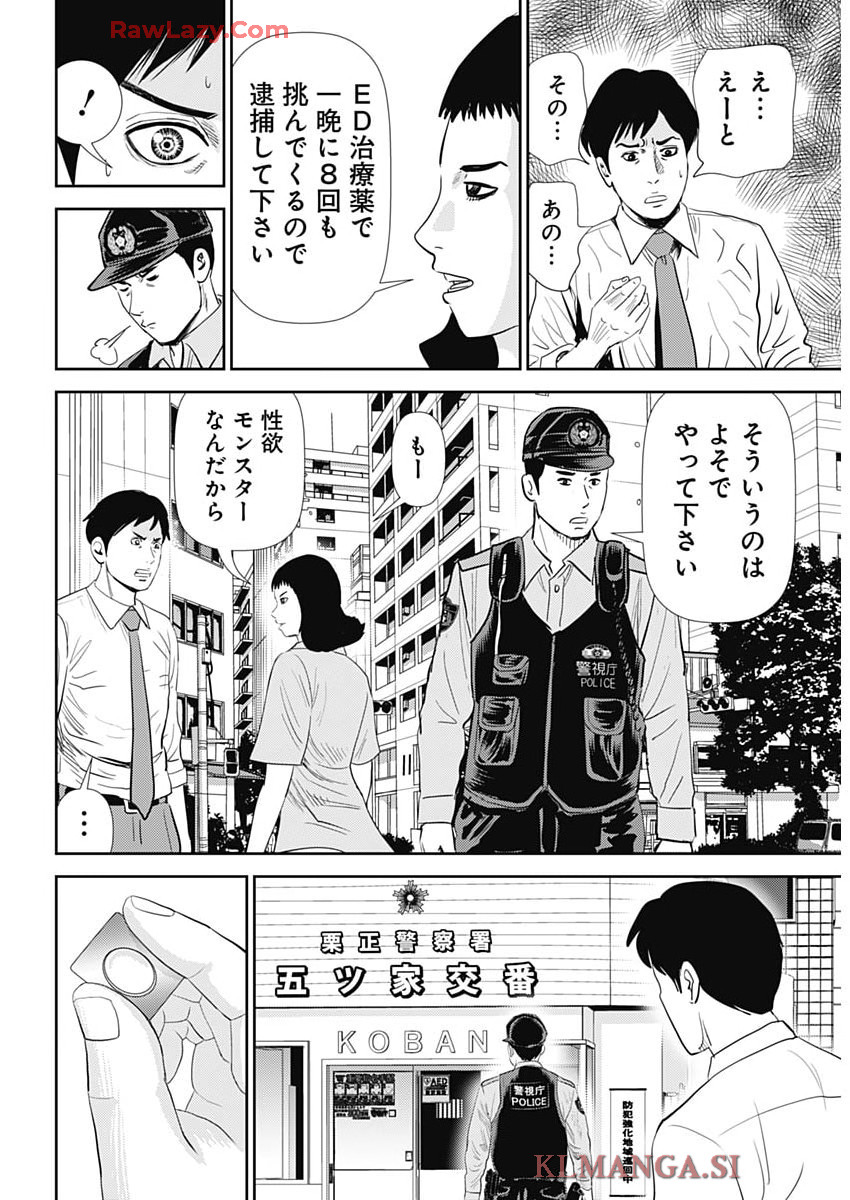 RawLazy.Com
え…
えーと
その…
あの…
ED治療薬で
一晩に8回も
挑んでくるので
逮捕して下さい
!
そういうのは
よそで
やって下さい
もー
性欲
モンスター
なんだから
…
警視庁
POLICE
栗正警察署
五ツ家交番
KOBAN
AED
警視庁
POLICE
防犯強化地域巡回中
KLMANGA.SI